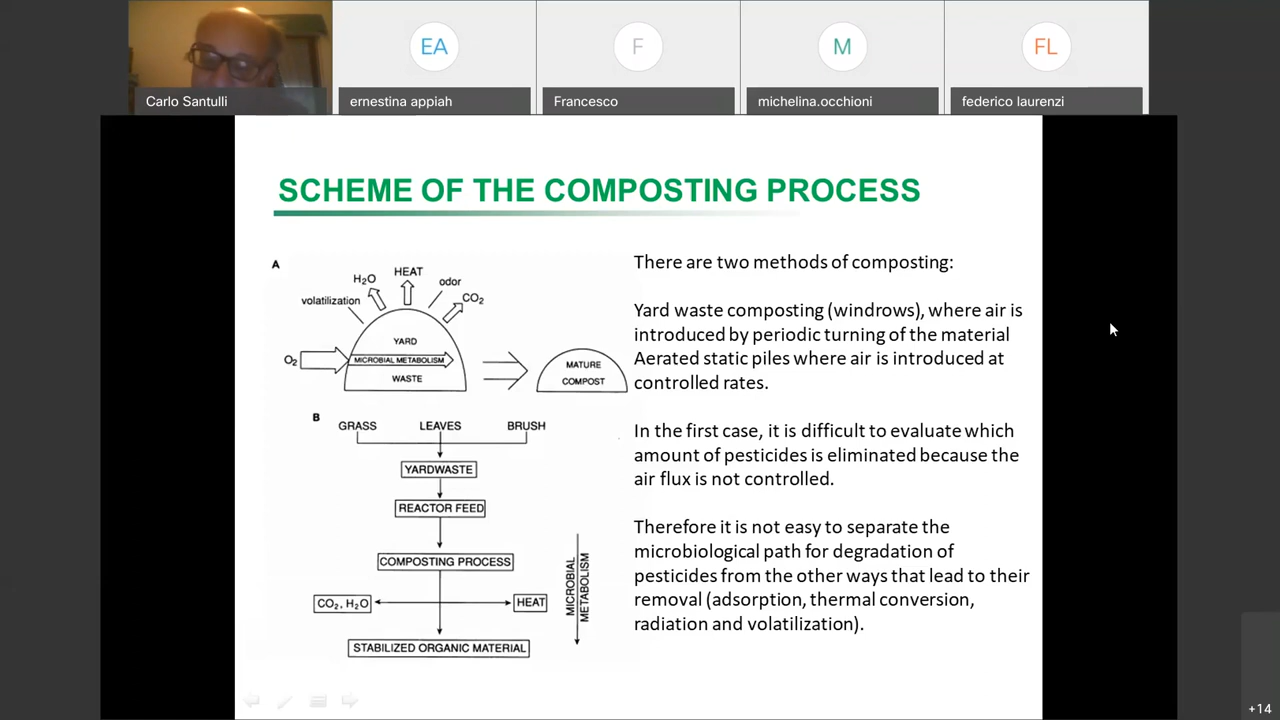 EA
F
M
FL
Carlo Santulli
ernestina appiah
Francesco
michelina.occhioni
federico laurenzi
SCHEME OF THE COMPOSTING PROCESS
A
H₂O
HEAT
odor
volatilization
CO₂
YARD
O₂
MICROBIAL METABOLISM
WASTE
MATURE
COMPOST
B
GRASS
LEAVES
BRUSH
YARDWASTE
REACTOR FEED
COMPOSTING PROCESS
CO₂, H₂O
HEAT
MICROBIAL
METABOLISM
STABILIZED ORGANIC MATERIAL
There are two methods of composting:
Yard waste composting (windrows), where air is
introduced by periodic turning of the material
Aerated static piles where air is introduced at
controlled rates.
In the first case, it is difficult to evaluate which
amount of pesticides is eliminated because the
air flux is not controlled.
Therefore it is not easy to separate the
microbiological path for degradation of
pesticides from the other ways that lead to their
removal (adsorption, thermal conversion,
radiation and volatilization).
+14